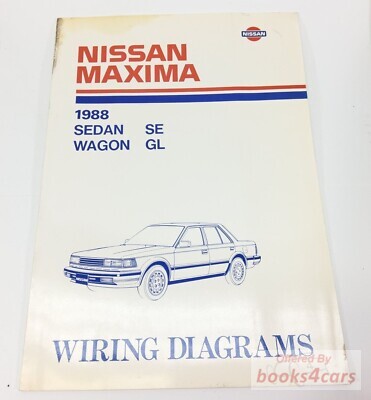 NISSAN
NISSAN
MAXIMA
1988
SEDAN SE
WAGON GL
WIRING DIAGRAMS
Offered By
books4cars